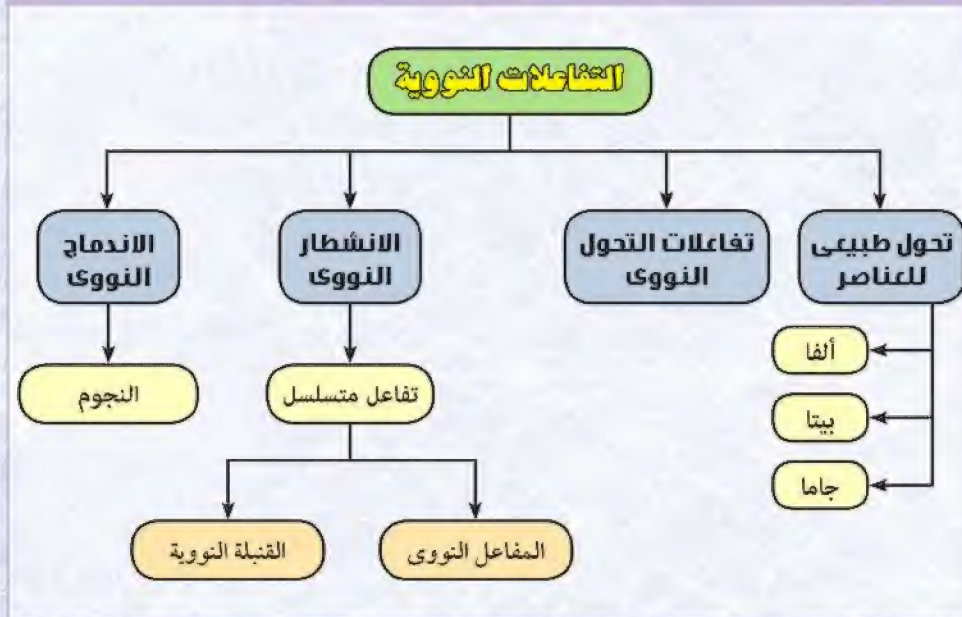 التفاعلات النووية
تحول طبيعى
للعناصر
تفاعلات التحول
النووى
الانشطار
النووى
الاندماج
النووى
ألفا
بيتا
جاما
تفاعل متسلسل
النجوم
المفاعل النووى
القنبلة النووية